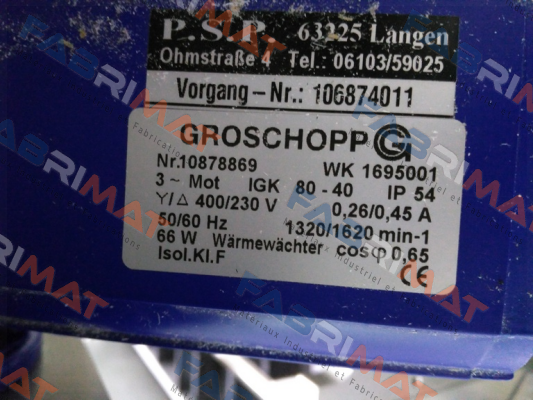 P.S.P. 63225 Langen
Ohmstraße 4 Tel.: 06103/59025
Vorgang – Nr.: 106874011
GROSCHOPP G
Nr.10878869 WK 1695001
3 ~ Mot IGK 80 - 40 IP 54
Y/Δ 400/230 V 0,26/0,45 A
50/60 Hz 1320/1620 min-1
66 W Wärmewächter cosφ 0,65
Isol.Kl.F CE
FABRIMAT
FABRIMAT
FABRIMAT